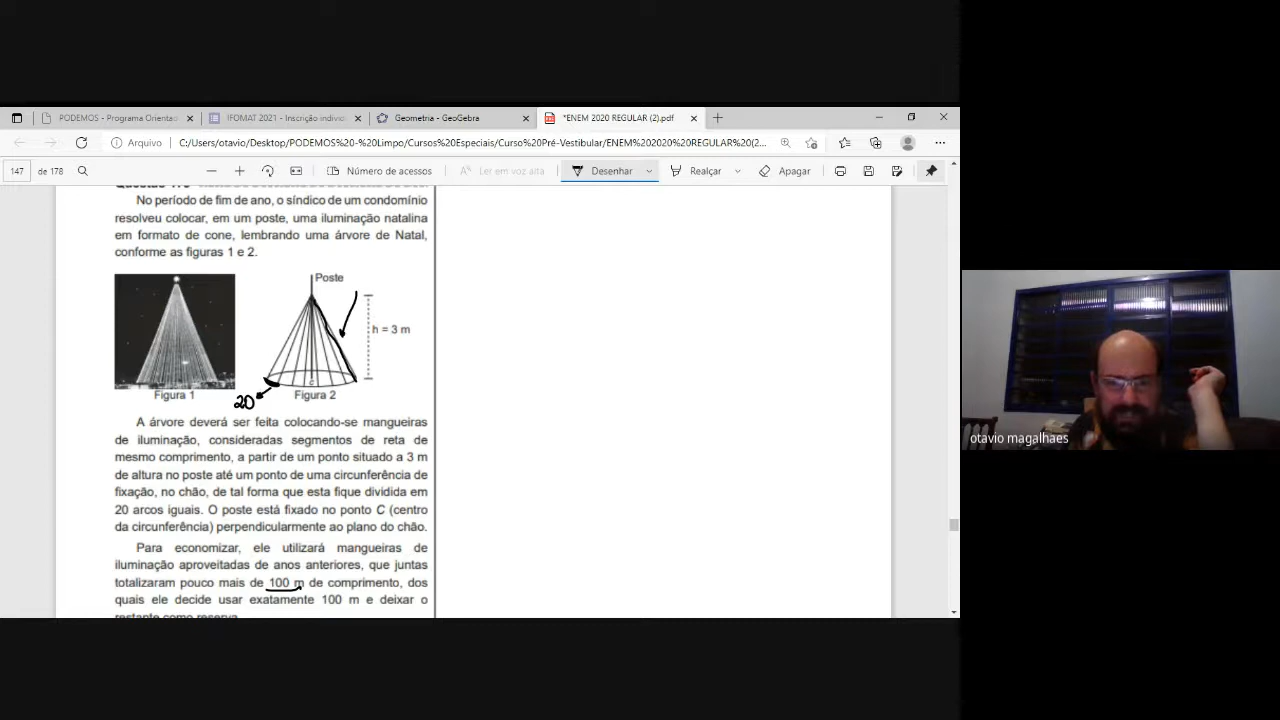 PODEMOS - Programa Orienta
IFOMAT 2021 - Inscrição individ
Geometria - GeoGebra
*ENEM 2020 REGULAR (2).pdf
Arquivo
C:/Users/otavio/Desktop/PODEMOS%20-%20Limpo/Cursos%20Especiais/Curso%20Pré-Vestibular/ENEM%202020%20REGULAR%20(2...
147 de 178
Número de acessos
Ler em voz alta
Desenhar
Realçar
Apagar
No período de fim de ano, o síndico de um condomínio
resolveu colocar, em um poste, uma iluminação natalina
em formato de cone, lembrando uma árvore de Natal,
conforme as figuras 1 e 2.
Poste
h = 3 m
C
20
Figura 1
Figura 2
A árvore deverá ser feita colocando-se mangueiras
de iluminação, consideradas segmentos de reta de
mesmo comprimento, a partir de um ponto situado a 3 m
de altura no poste até um ponto de uma circunferência de
fixação, no chão, de tal forma que esta fique dividida em
20 arcos iguais. O poste está fixado no ponto C (centro
da circunferência) perpendicularmente ao plano do chão.
Para economizar, ele utilizará mangueiras de
iluminação aproveitadas de anos anteriores, que juntas
totalizaram pouco mais de 100 m de comprimento, dos
quais ele decide usar exatamente 100 m e deixar o
restante como reserva.
otavio magalhaes